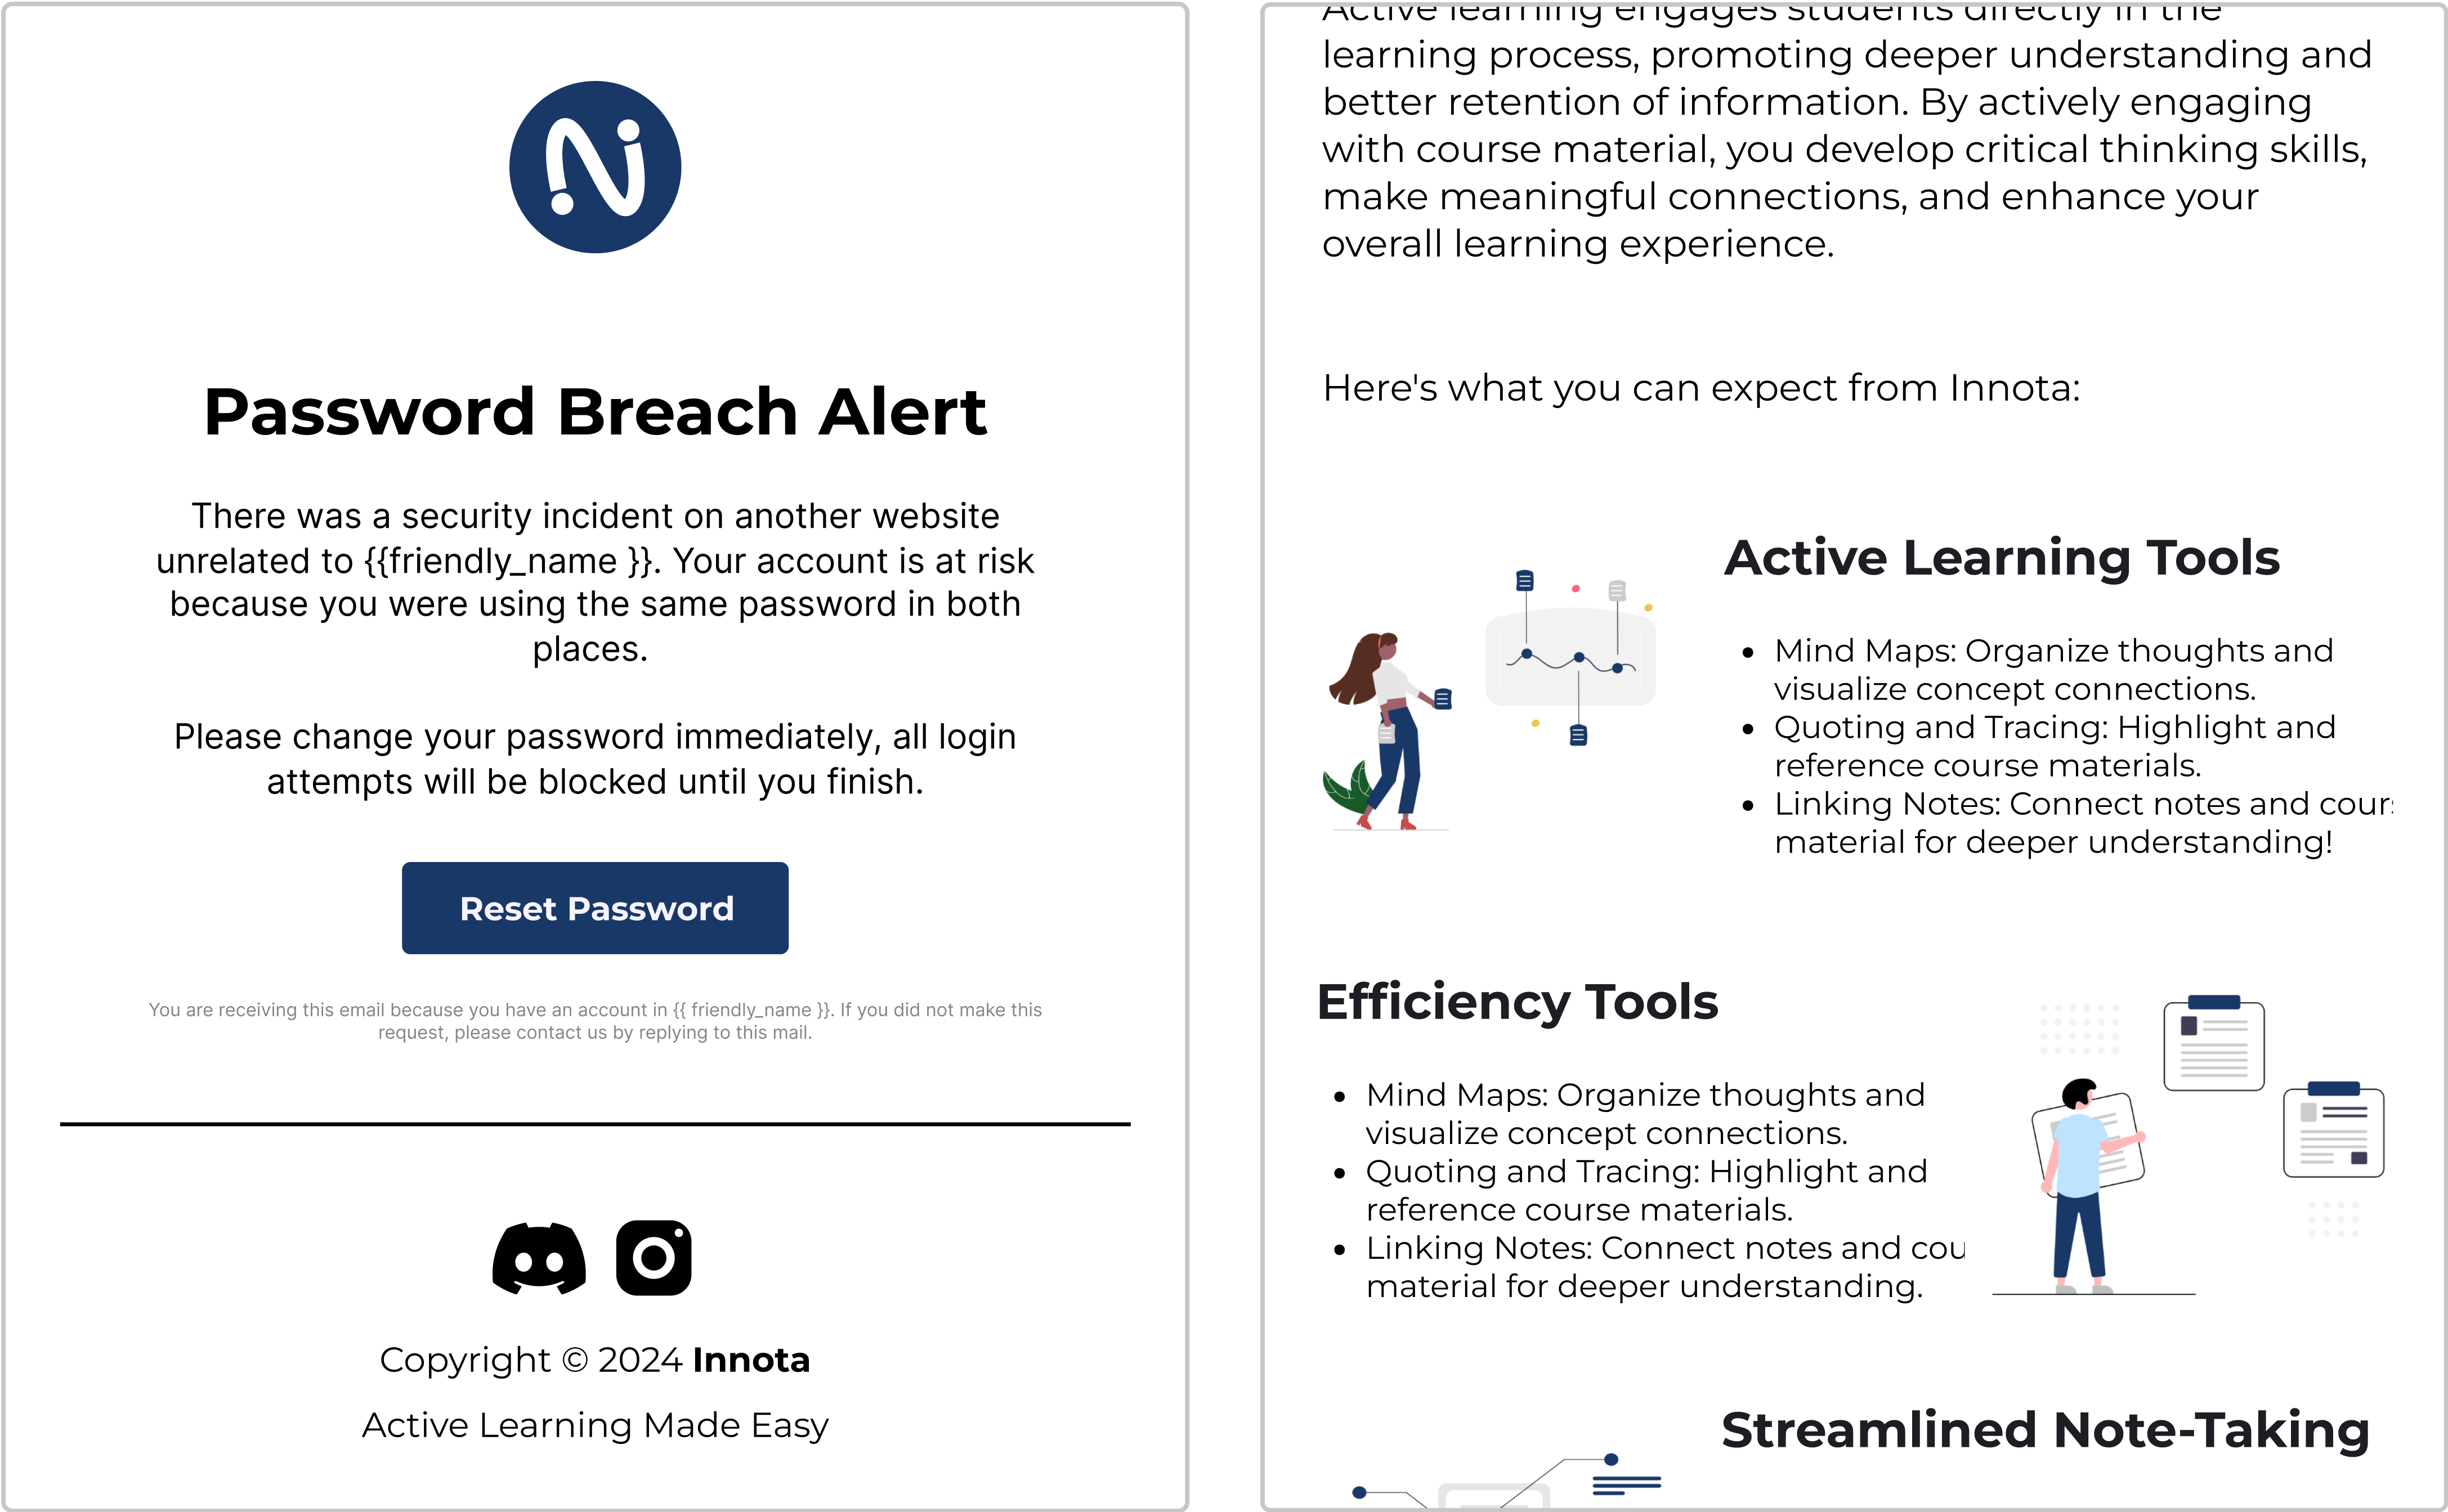 Password Breach Alert
There was a security incident on another website
unrelated to {{friendly_name }}. Your account is at risk
because you were using the same password in both
places.
Please change your password immediately, all login
attempts will be blocked until you finish.
Reset Password
You are receiving this email because you have an account in {{ friendly_name }}. If you did not make this
request, please contact us by replying to this mail.
Copyright © 2024 Innota
Active Learning Made Easy
Active learning engages students directly in the
learning process, promoting deeper understanding and
better retention of information. By actively engaging
with course material, you develop critical thinking skills,
make meaningful connections, and enhance your
overall learning experience.
Here's what you can expect from Innota:
Active Learning Tools
• Mind Maps: Organize thoughts and
visualize concept connections.
• Quoting and Tracing: Highlight and
reference course materials.
• Linking Notes: Connect notes and cours
material for deeper understanding!
Efficiency Tools
• Mind Maps: Organize thoughts and
visualize concept connections.
• Quoting and Tracing: Highlight and
reference course materials.
• Linking Notes: Connect notes and cou
material for deeper understanding.
Streamlined Note-Taking